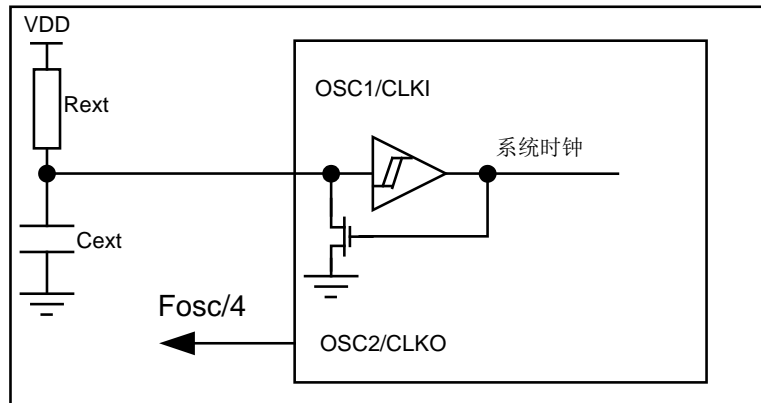 VDD
OSC1/CLKI
Rext
系统时钟
Cext
Fosc/4
OSC2/CLKO